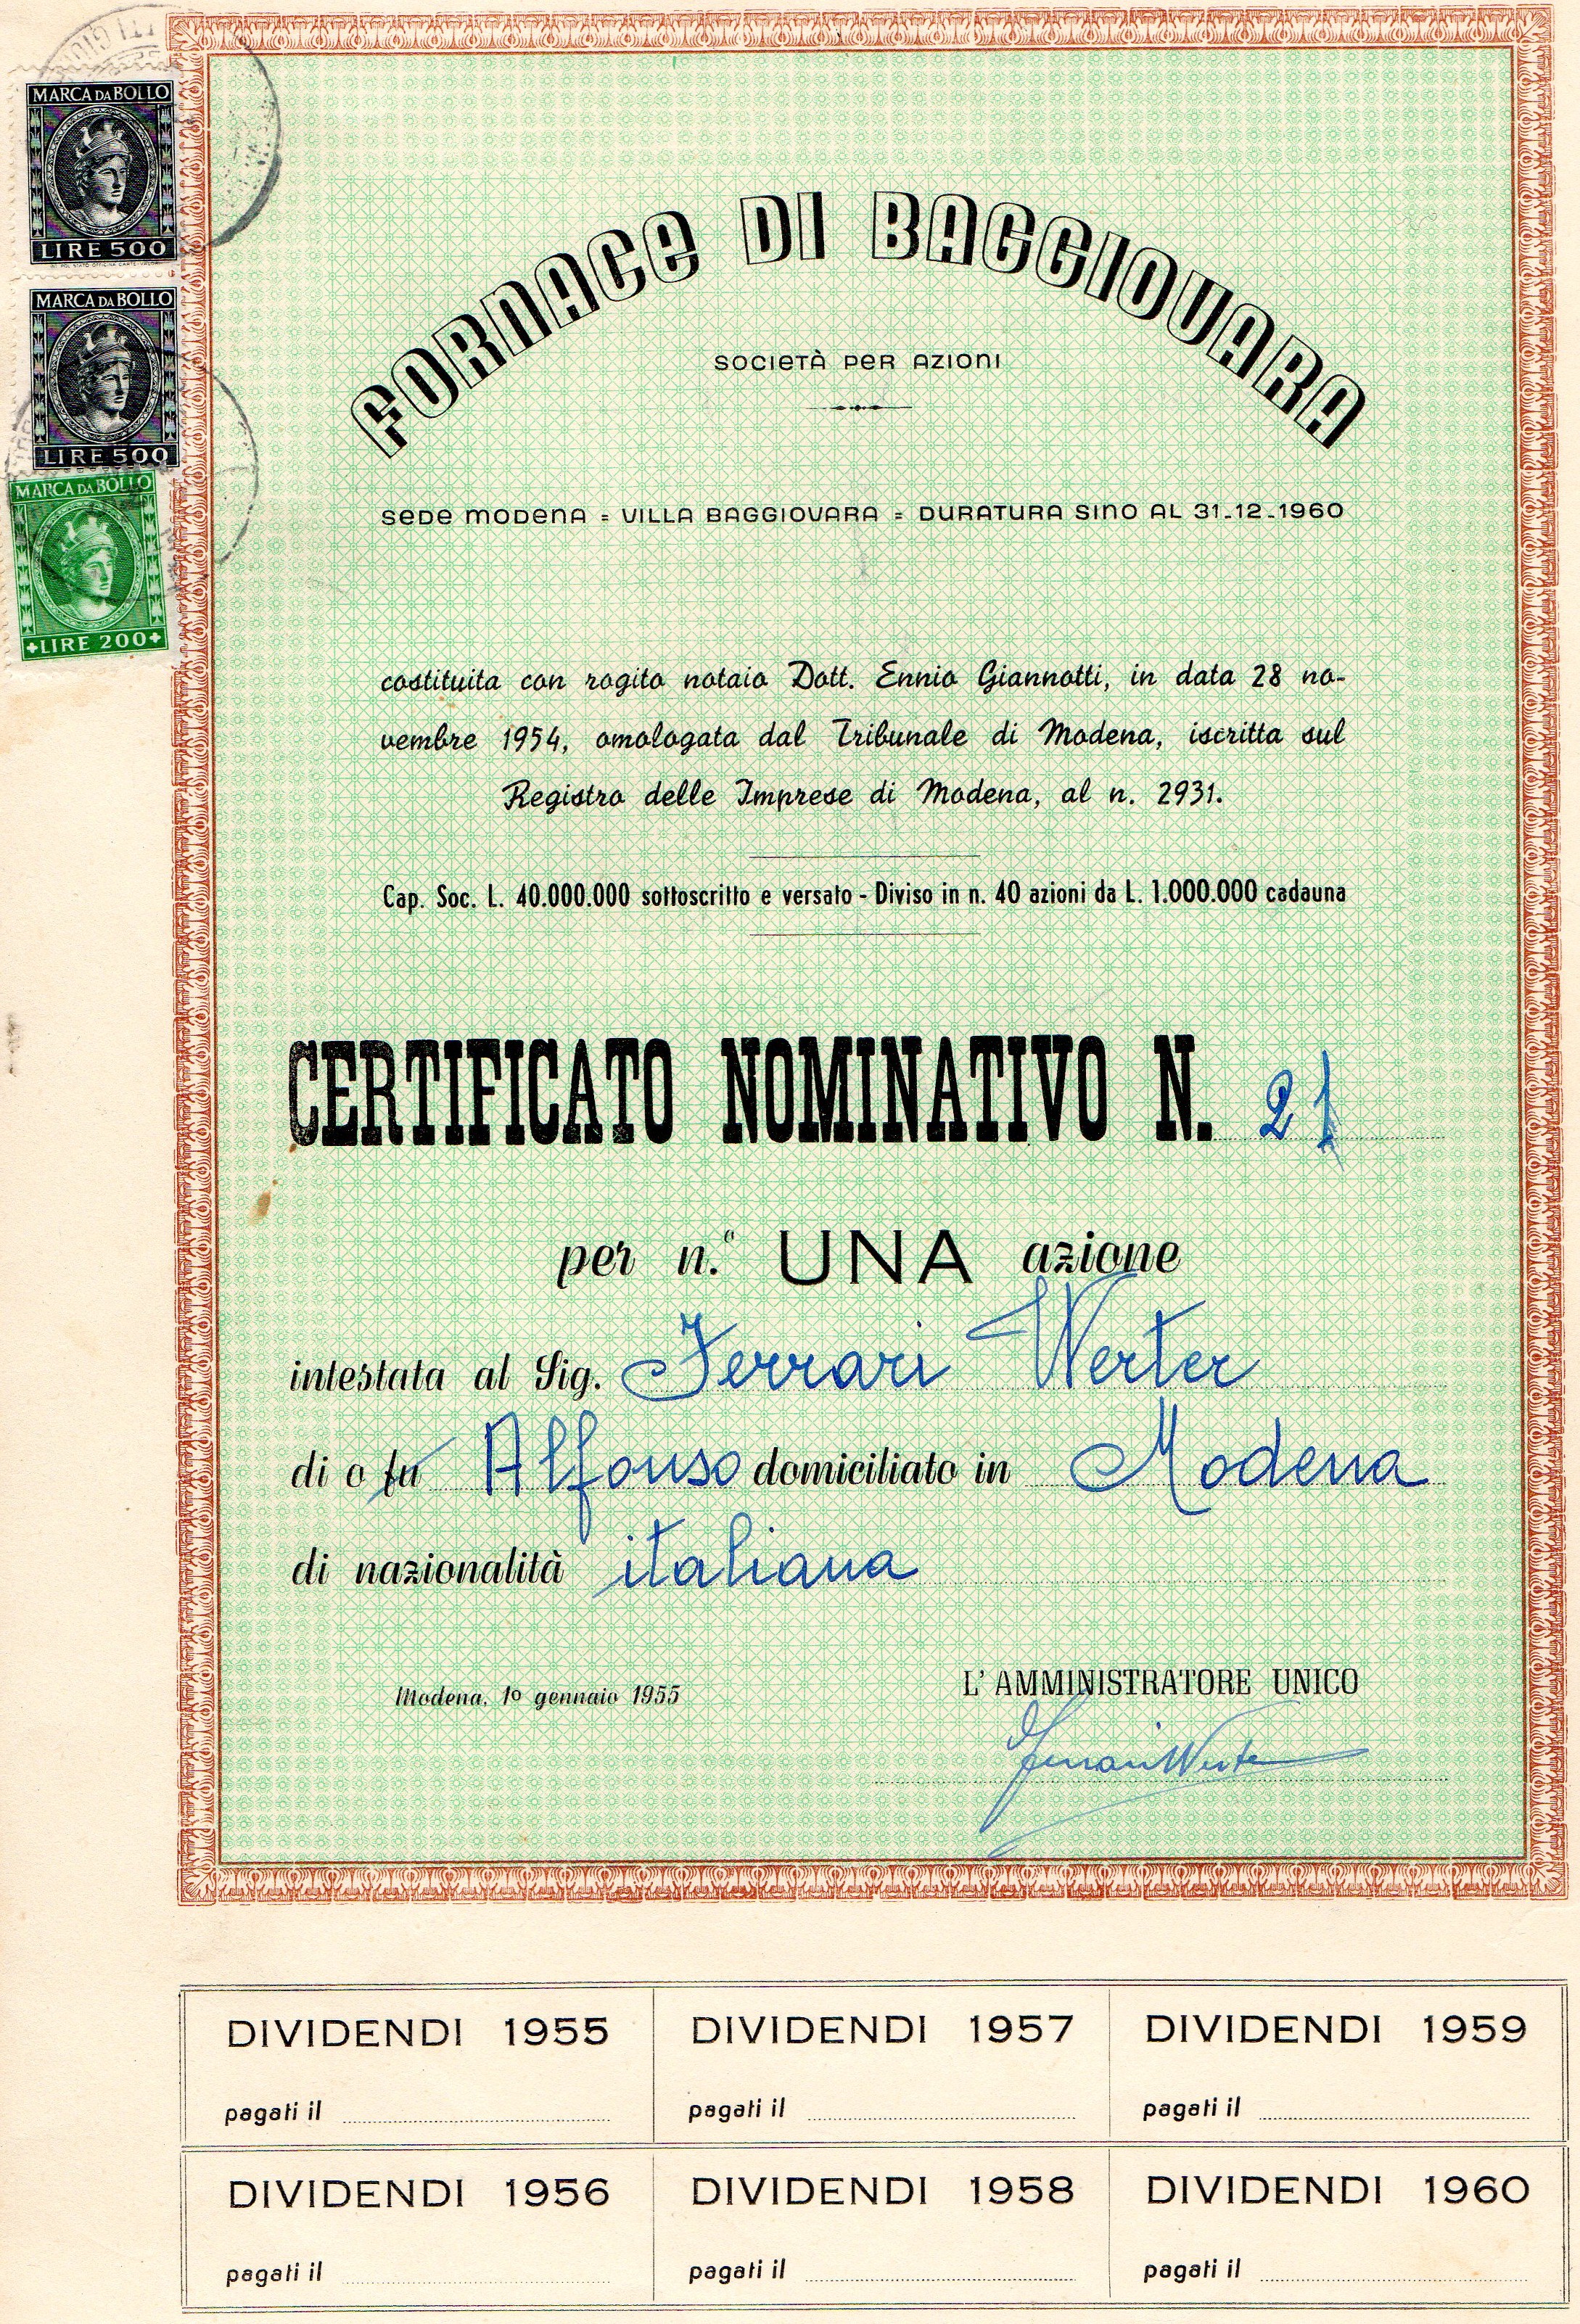 MARCA DA BOLLO
LIRE 500
MARCA DA BOLLO
LIRE 500
MARCA DA BOLLO
LIRE 200
FORNACE DI BAGGIOVARA
SOCIETÀ PER AZIONI
SEDE MODENA = VILLA BAGGIOVARA = DURATURA SINO AL 31-12-1960
costituita con rogito notaio Dott. Ennio Giannotti, in data 28 no-
vembre 1954, omologata dal Tribunale di Modena, iscritta sul
Registro delle Imprese di Modena, al n. 2931.
Cap. Soc. L. 40.000.000 sottoscritto e versato - Diviso in n. 40 azioni da L. 1.000.000 cadauna
CERTIFICATO NOMINATIVO N. 21
per n.° UNA azione
intestata al Sig. Ferrari Werter
di o fu Alfonso domiciliato in Modena
di nazionalità italiana
Modena, 1º gennaio 1955
L'AMMINISTRATORE UNICO
Ferrari Werter
DIVIDENDI 1955 DIVIDENDI 1957 DIVIDENDI 1959
pagati il pagati il pagati il
DIVIDENDI 1956 DIVIDENDI 1958 DIVIDENDI 1960
pagati il pagati il pagati il